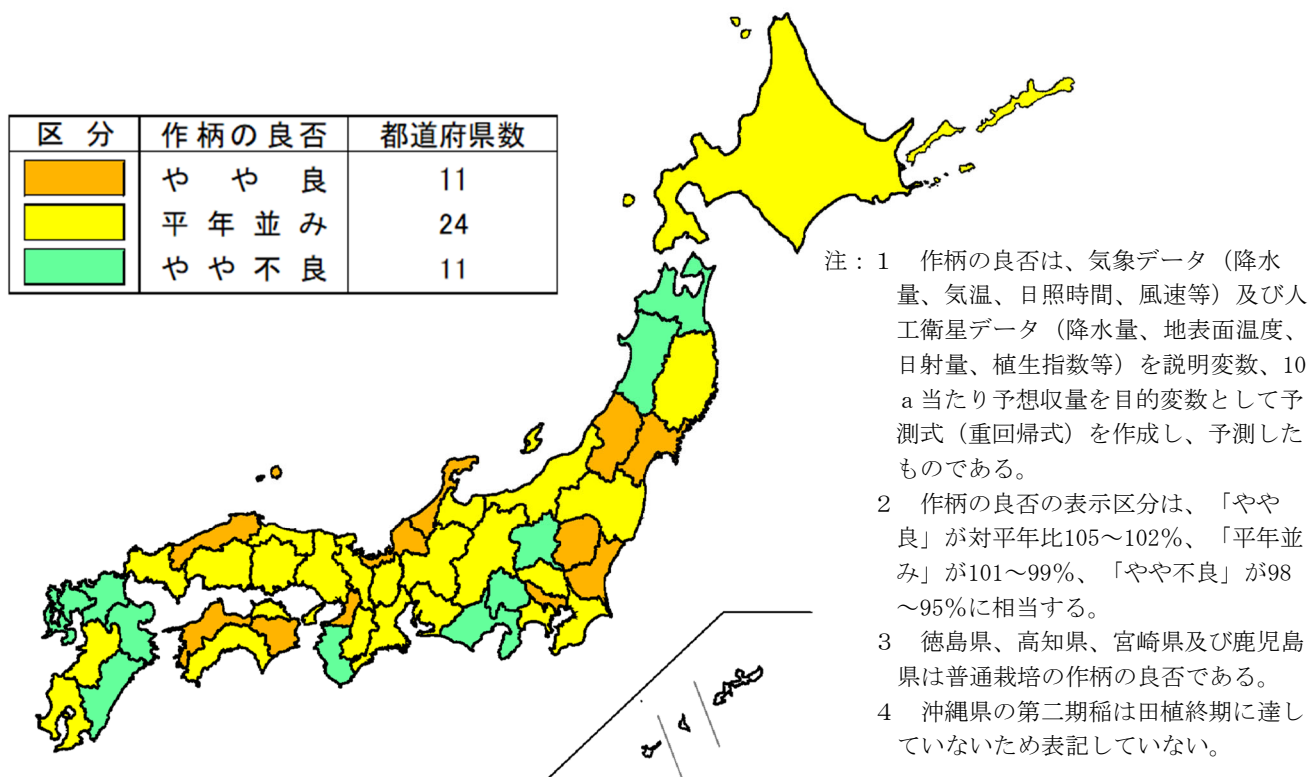 区 分 作柄の良否 都道府県数
や や 良 11
平 年 並 み 24
や や 不 良 11
注：１ 作柄の良否は、気象データ（降水
量、気温、日照時間、風速等）及び人
工衛星データ（降水量、地表面温度、
日射量、植生指数等）を説明変数、10
ａ当たり予想収量を目的変数として予
測式（重回帰式）を作成し、予測した
ものである。
２ 作柄の良否の表示区分は、「やや
良」が対平年比105～102％、「平年並
み」が101～99％、「やや不良」が98
～95％に相当する。
３ 徳島県、高知県、宮崎県及び鹿児島
県は普通栽培の作柄の良否である。
４ 沖縄県の第二期稲は田植終期に達し
ていないため表記していない。